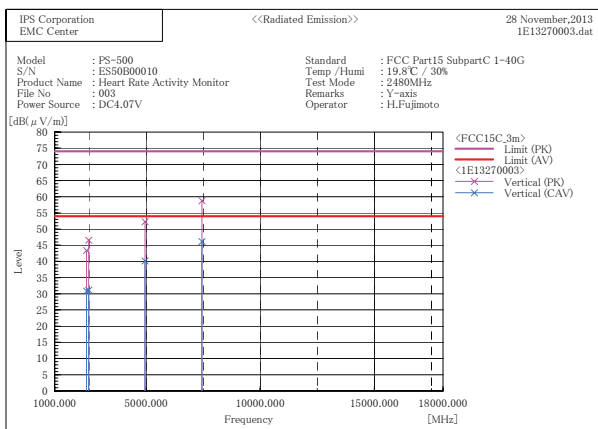 IPS Corporation <<Radiated Emission>> 28 November,2013
EMC Center 1E13270003.dat
Model : PS-500 Standard : FCC Part15 SubpartC 1-40G
S/N : ES50B00010 Temp /Humi : 19.8℃ / 30%
Product Name : Heart Rate Activity Monitor Test Mode : 2480MHz
File No : 003 Remarks : Y-axis
Power Source : DC4.07V Operator : H.Fujimoto
[dB(μV/m)]
80
75
70
65
60
55
50
45
40
35
30
25
20
15
10
5
0
Level
1000.000 5000.000 10000.000 15000.000 18000.000
Frequency [MHz]
<FCC15C_3m>
Limit (PK)
Limit (AV)
<1E13270003>
Vertical (PK)
Vertical (CAV)